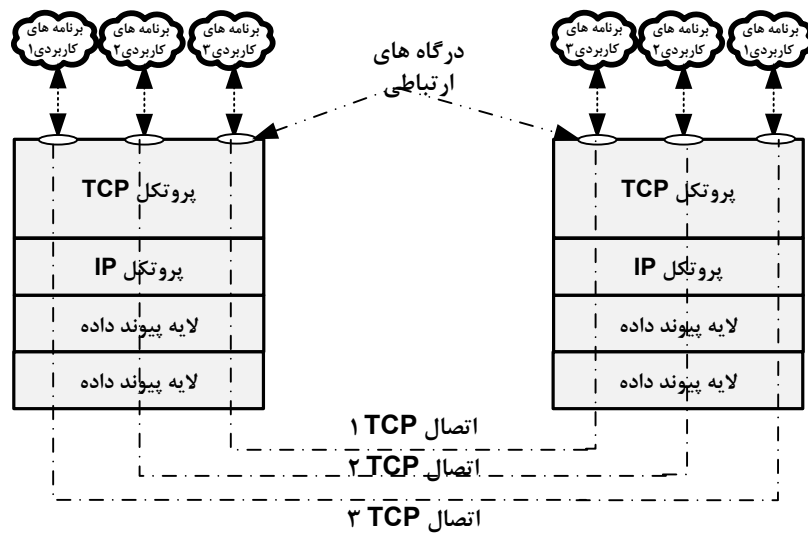 برنامه های
کاربردی۱
برنامه های
کاربردی۲
برنامه های
کاربردی۳
درگاه های
ارتباطی
برنامه های
کاربردی۳
برنامه های
کاربردی۲
برنامه های
کاربردی۱
پروتکل TCP
پروتکل IP
لایه پیوند داده
لایه پیوند داده
پروتکل TCP
پروتکل IP
لایه پیوند داده
لایه پیوند داده
اتصال TCP ۱
اتصال TCP ۲
اتصال TCP ۳